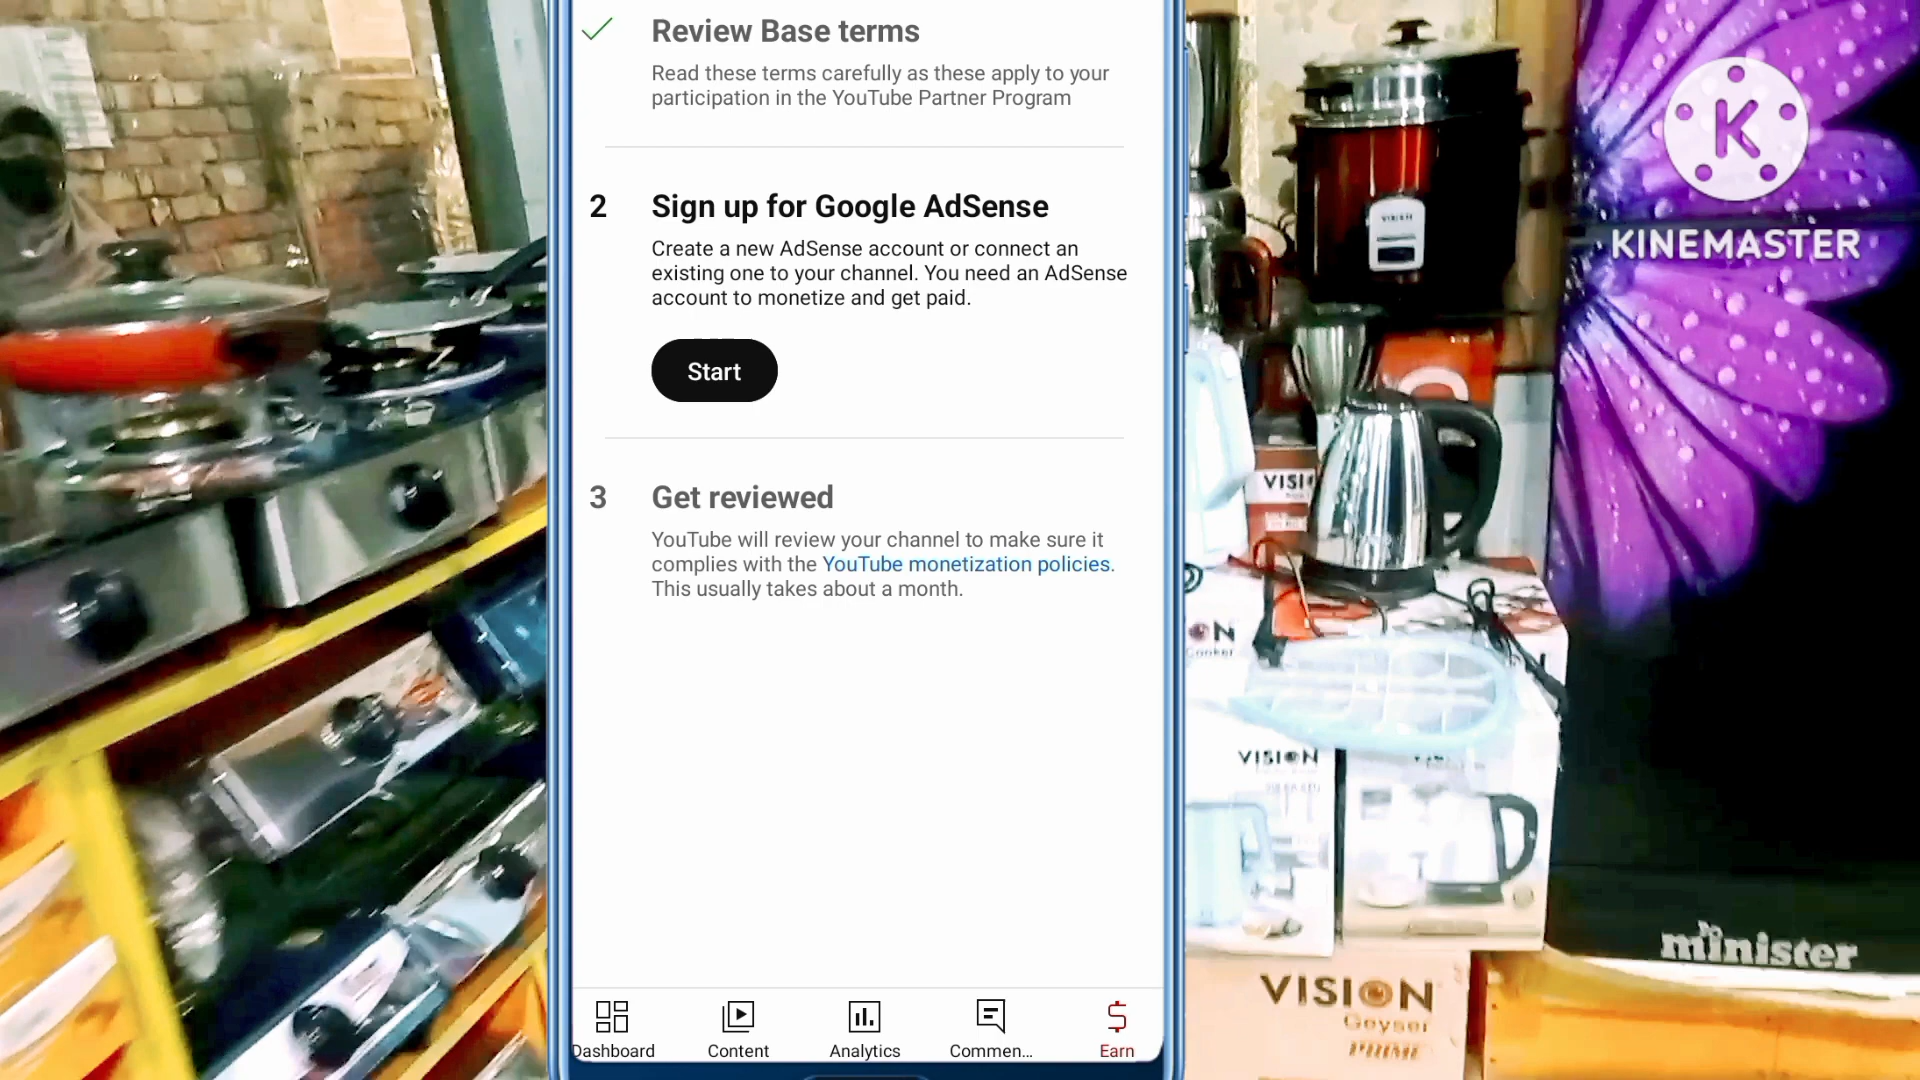 Review Base terms
Read these terms carefully as these apply to your
participation in the YouTube Partner Program
2
Sign up for Google AdSense
Create a new AdSense account or connect an
existing one to your channel. You need an AdSense
account to monetize and get paid.
Start
3
Get reviewed
YouTube will review your channel to make sure it
complies with the YouTube monetization policies.
This usually takes about a month.
Dashboard
Content
Analytics
Commen...
Earn
K
KINEMASTER
VISION
VISI
N
Cooker
VISION
minister
VISION
Geyser
PRIME